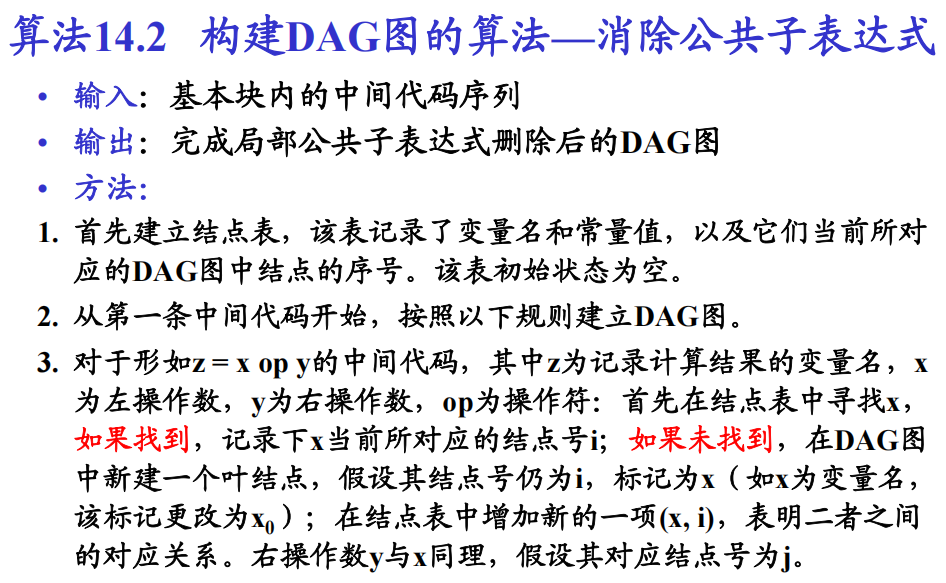 算法14.2 构建DAG图的算法—消除公共子表达式
• 输入：基本块内的中间代码序列
• 输出：完成局部公共子表达式删除后的DAG图
• 方法：
1. 首先建立结点表，该表记录了变量名和常量值，以及它们当前所对
应的DAG图中结点的序号。该表初始状态为空。
2. 从第一条中间代码开始，按照以下规则建立DAG图。
3. 对于形如z = x op y的中间代码，其中z为记录计算结果的变量名，x
为左操作数，y为右操作数，op为操作符：首先在结点表中寻找x，
如果找到，记录下x当前所对应的结点号i；如果未找到，在DAG图
中新建一个叶结点，假设其结点号仍为i，标记为x（如x为变量名，
该标记更改为x₀）；在结点表中增加新的一项(x, i)，表明二者之间
的对应关系。右操作数y与x同理，假设其对应结点号为j。